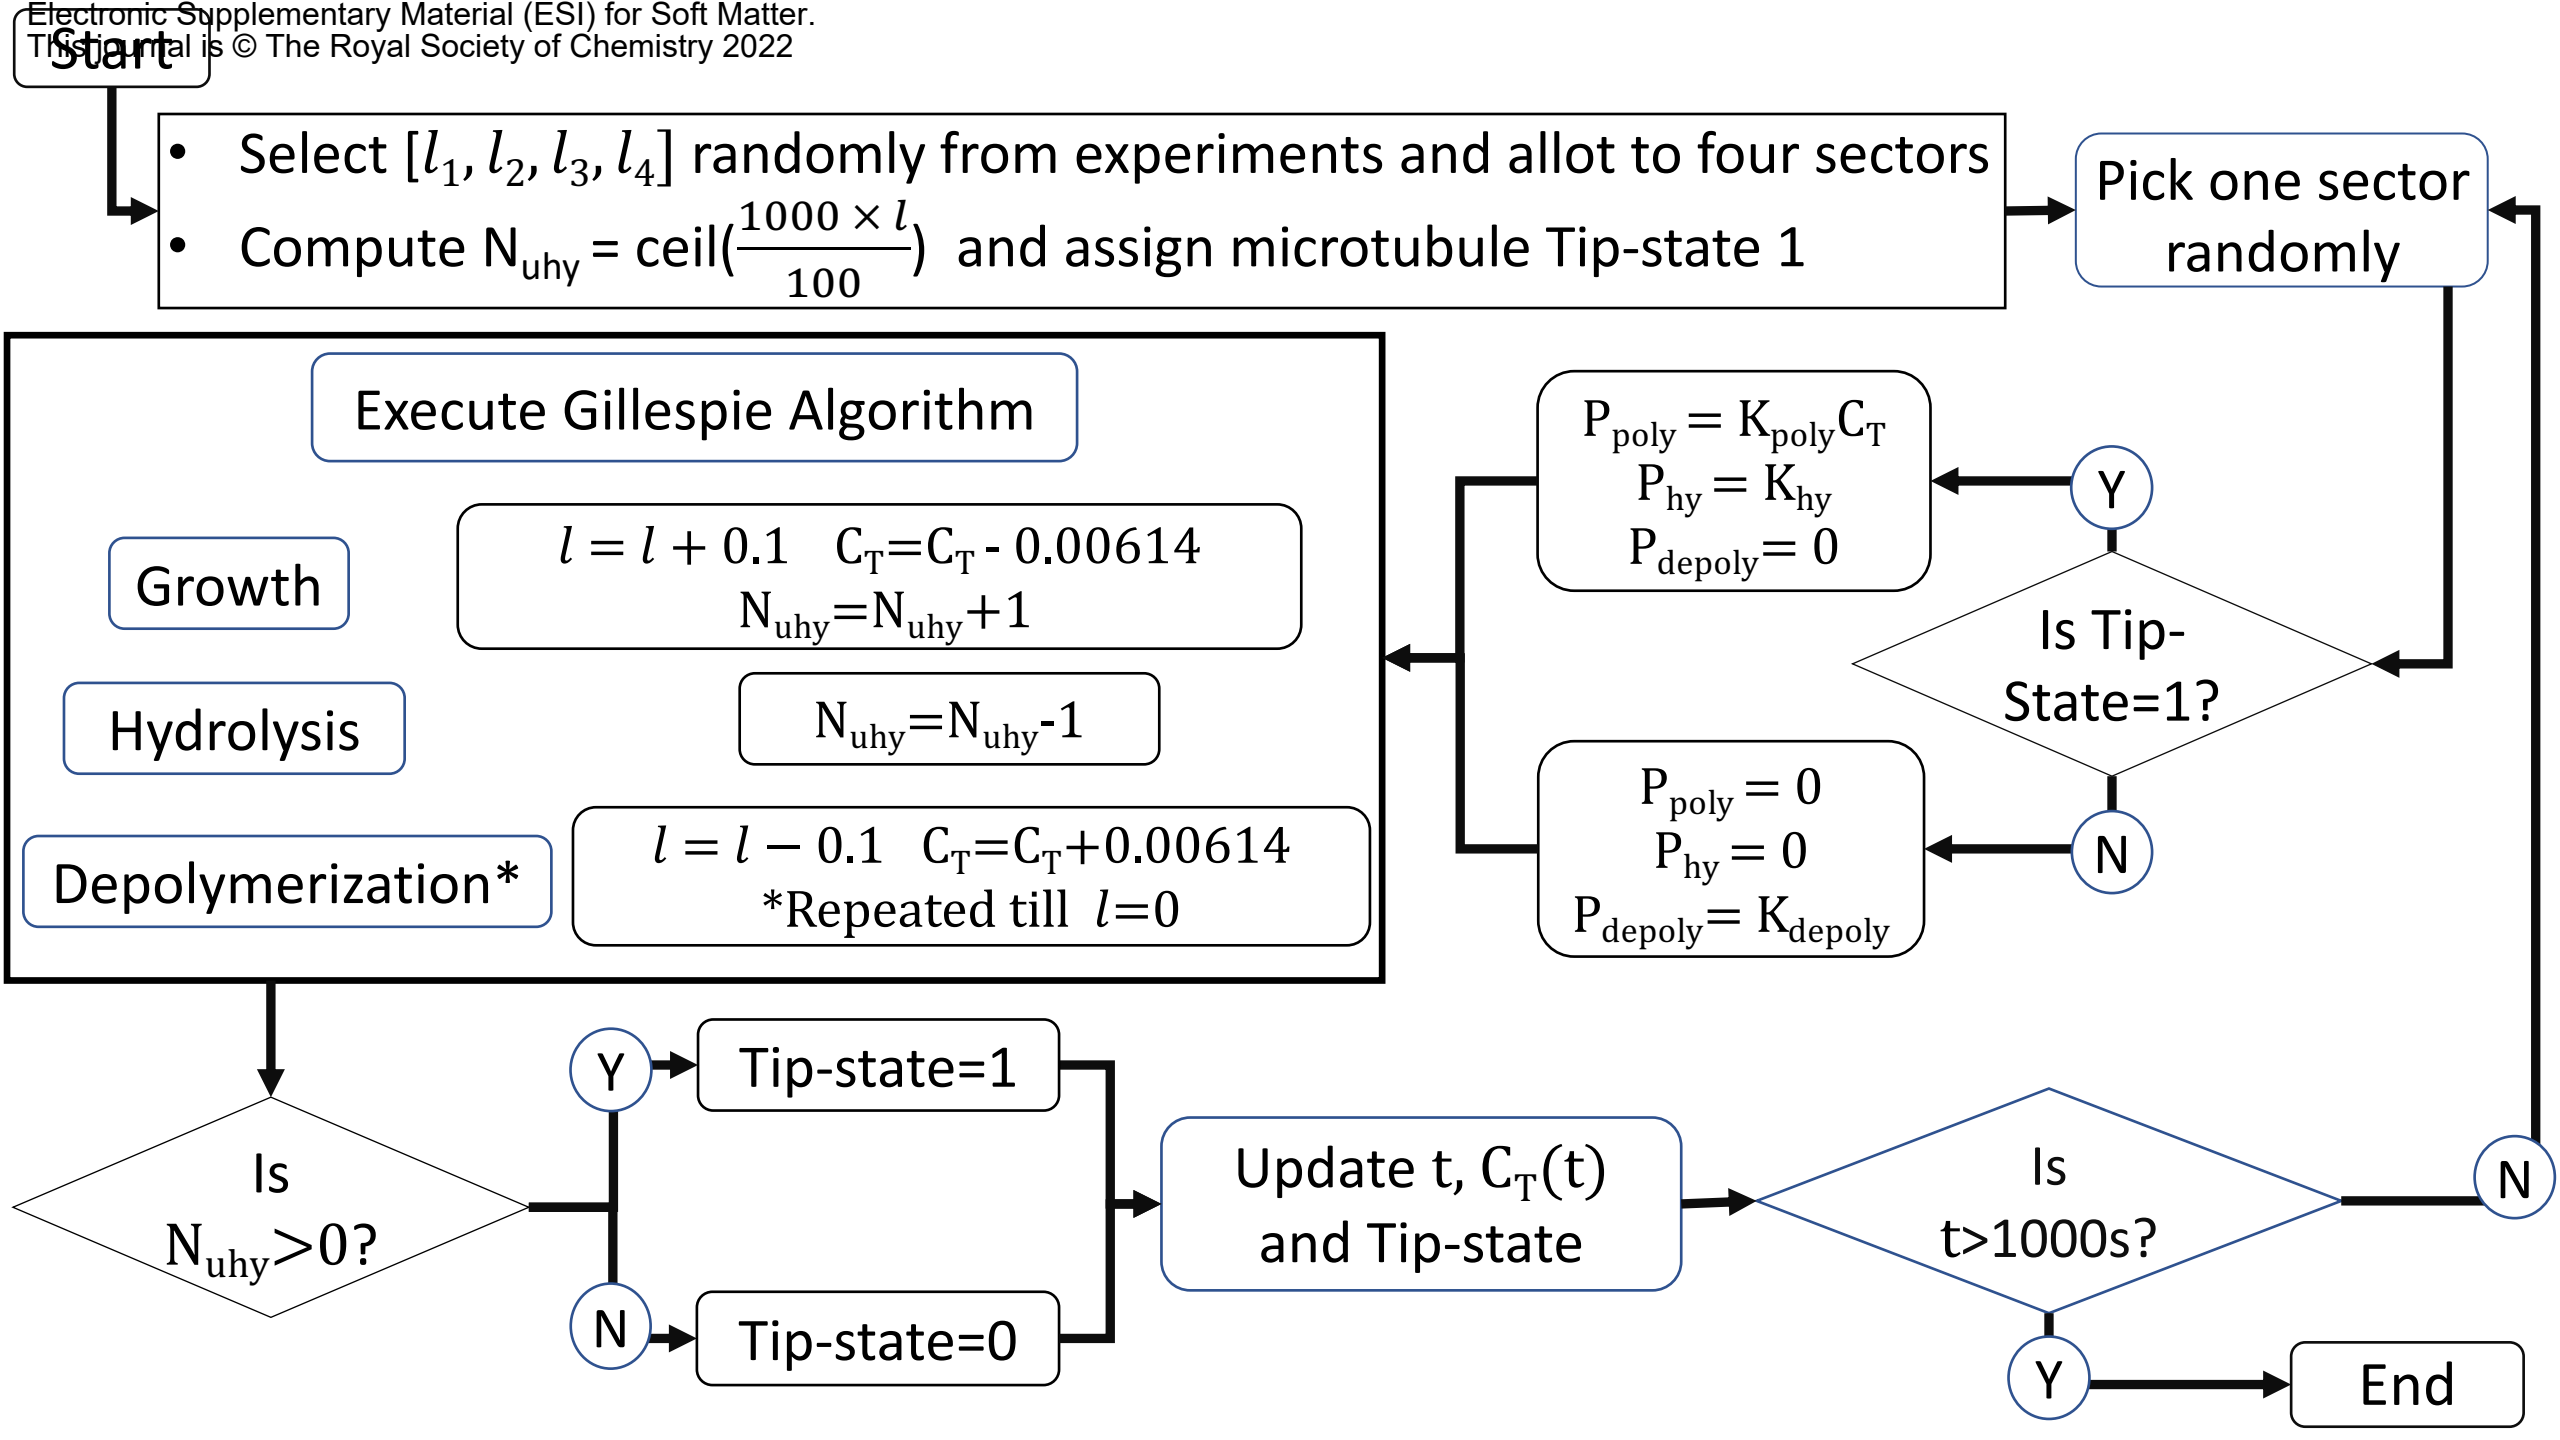 Electronic Supplementary Material (ESI) for Soft Matter.
This journal is © The Royal Society of Chemistry 2022
Start
• Select [l1, l2, l3, l4] randomly from experiments and allot to four sectors
• Compute Nuhy = ceil(1000 × l / 100) and assign microtubule Tip-state 1
Pick one sector
randomly
Is Tip-
State=1?
Y
Ppoly = KpolyCT
Phy = Khy
Pdepoly= 0
N
Ppoly = 0
Phy = 0
Pdepoly= Kdepoly
Execute Gillespie Algorithm
Growth
l = l + 0.1 CT=CT - 0.00614
Nuhy=Nuhy+1
Hydrolysis
Nuhy=Nuhy-1
Depolymerization*
l = l − 0.1 CT=CT+0.00614
*Repeated till l=0
Is
Nuhy>0?
Y
Tip-state=1
N
Tip-state=0
Update t, CT(t)
and Tip-state
Is
t>1000s?
N
Y
End